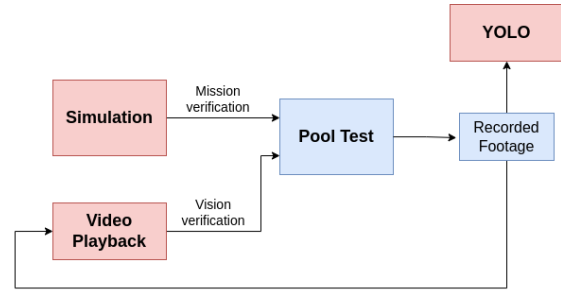 YOLO
Mission
verification
Simulation
Pool Test
Recorded
Footage
Vision
verification
Video
Playback